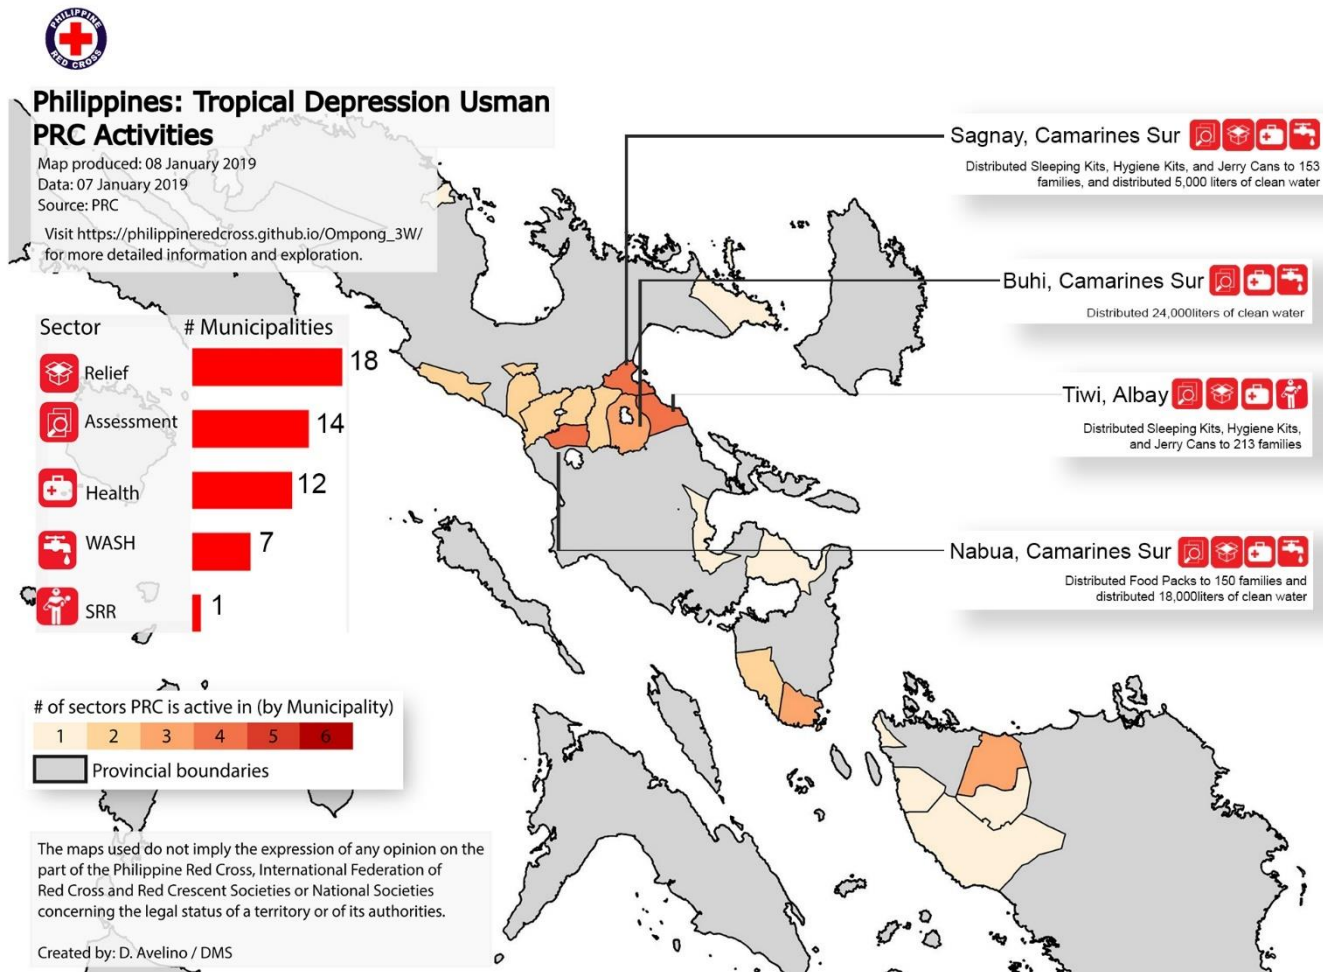 PHILIPPINE
RED CROSS
Philippines: Tropical Depression Usman
PRC Activities
Map produced: 08 January 2019
Data: 07 January 2019
Source: PRC
Visit https://philippineredcross.github.io/Ompong_3W/
for more detailed information and exploration.
Sector # Municipalities
Relief 18
Assessment 14
Health 12
WASH 7
SRR 1
# of sectors PRC is active in (by Municipality)
1 2 3 4 5 6
Provincial boundaries
The maps used do not imply the expression of any opinion on the
part of the Philippine Red Cross, International Federation of
Red Cross and Red Crescent Societies or National Societies
concerning the legal status of a territory or of its authorities.
Created by: D. Avelino / DMS
Sagnay, Camarines Sur
Distributed Sleeping Kits, Hygiene Kits, and Jerry Cans to 153
families, and distributed 5,000 liters of clean water
Buhi, Camarines Sur
Distributed 24,000liters of clean water
Tiwi, Albay
Distributed Sleeping Kits, Hygiene Kits,
and Jerry Cans to 213 families
Nabua, Camarines Sur
Distributed Food Packs to 150 families and
distributed 18,000liters of clean water